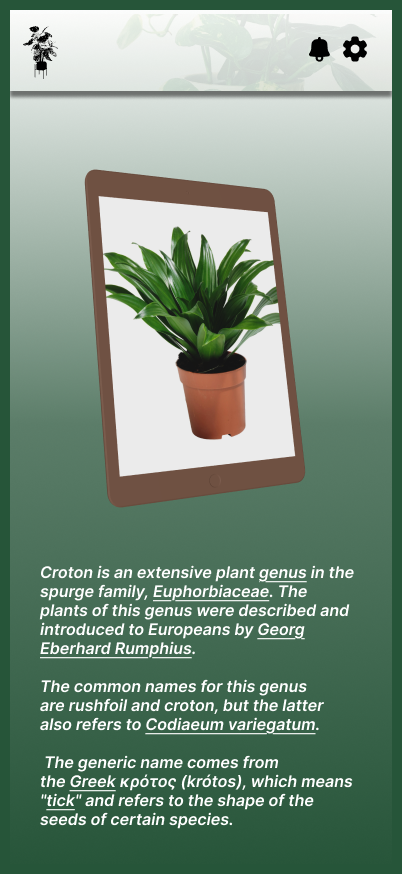 Croton is an extensive plant genus in the
spurge family, Euphorbiaceae. The
plants of this genus were described and
introduced to Europeans by Georg
Eberhard Rumphius.
The common names for this genus
are rushfoil and croton, but the latter
also refers to Codiaeum variegatum.
The generic name comes from
the Greek κρότος (krótos), which means
"tick" and refers to the shape of the
seeds of certain species.